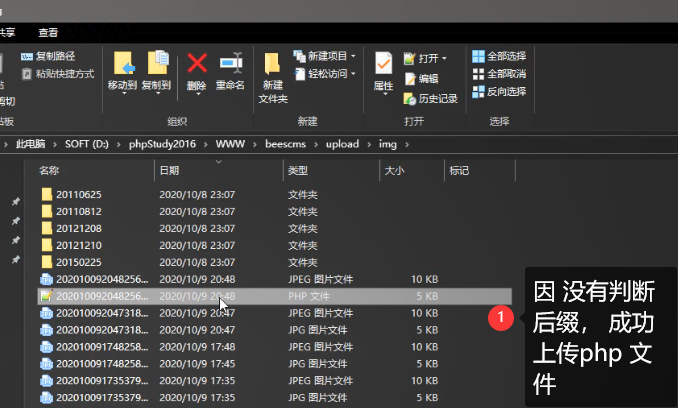 共享 查看
复制路径
粘贴快捷方式
剪切
移动到 复制到 删除 重命名 新建文件夹 新建项目 轻松访问 属性 打开 编辑 历史记录 全部选择 全部取消 反向选择
组织 新建 打开 选择
此电脑 > SOFT (D:) > phpStudy2016 > WWW > beescms > upload > img >
名称 日期 类型 大小 标记
20110625 2020/10/8 23:07 文件夹
20110812 2020/10/8 23:07 文件夹
20121208 2020/10/8 23:07 文件夹
20121210 2020/10/8 23:07 文件夹
20150225 2020/10/8 23:07 文件夹
202010092048256... 2020/10/9 20:48 JPEG 图片文件 10 KB
202010092048256... 2020/10/9 20:48 PHP 文件 5 KB
202010092047318... 2020/10/9 20:47 JPEG 图片文件 10 KB
202010092047318... 2020/10/9 20:47 JPG 图片文件 5 KB
202010091748258... 2020/10/9 17:48 JPEG 图片文件 10 KB
202010091748258... 2020/10/9 17:45 JPG 图片文件 5 KB
202010091735379... 2020/10/9 17:35 JPEG 图片文件 10 KB
202010091735379... 2020/10/9 17:35 JPG 图片文件 5 KB
1
因 没有判断
后缀， 成功
上传php 文
件